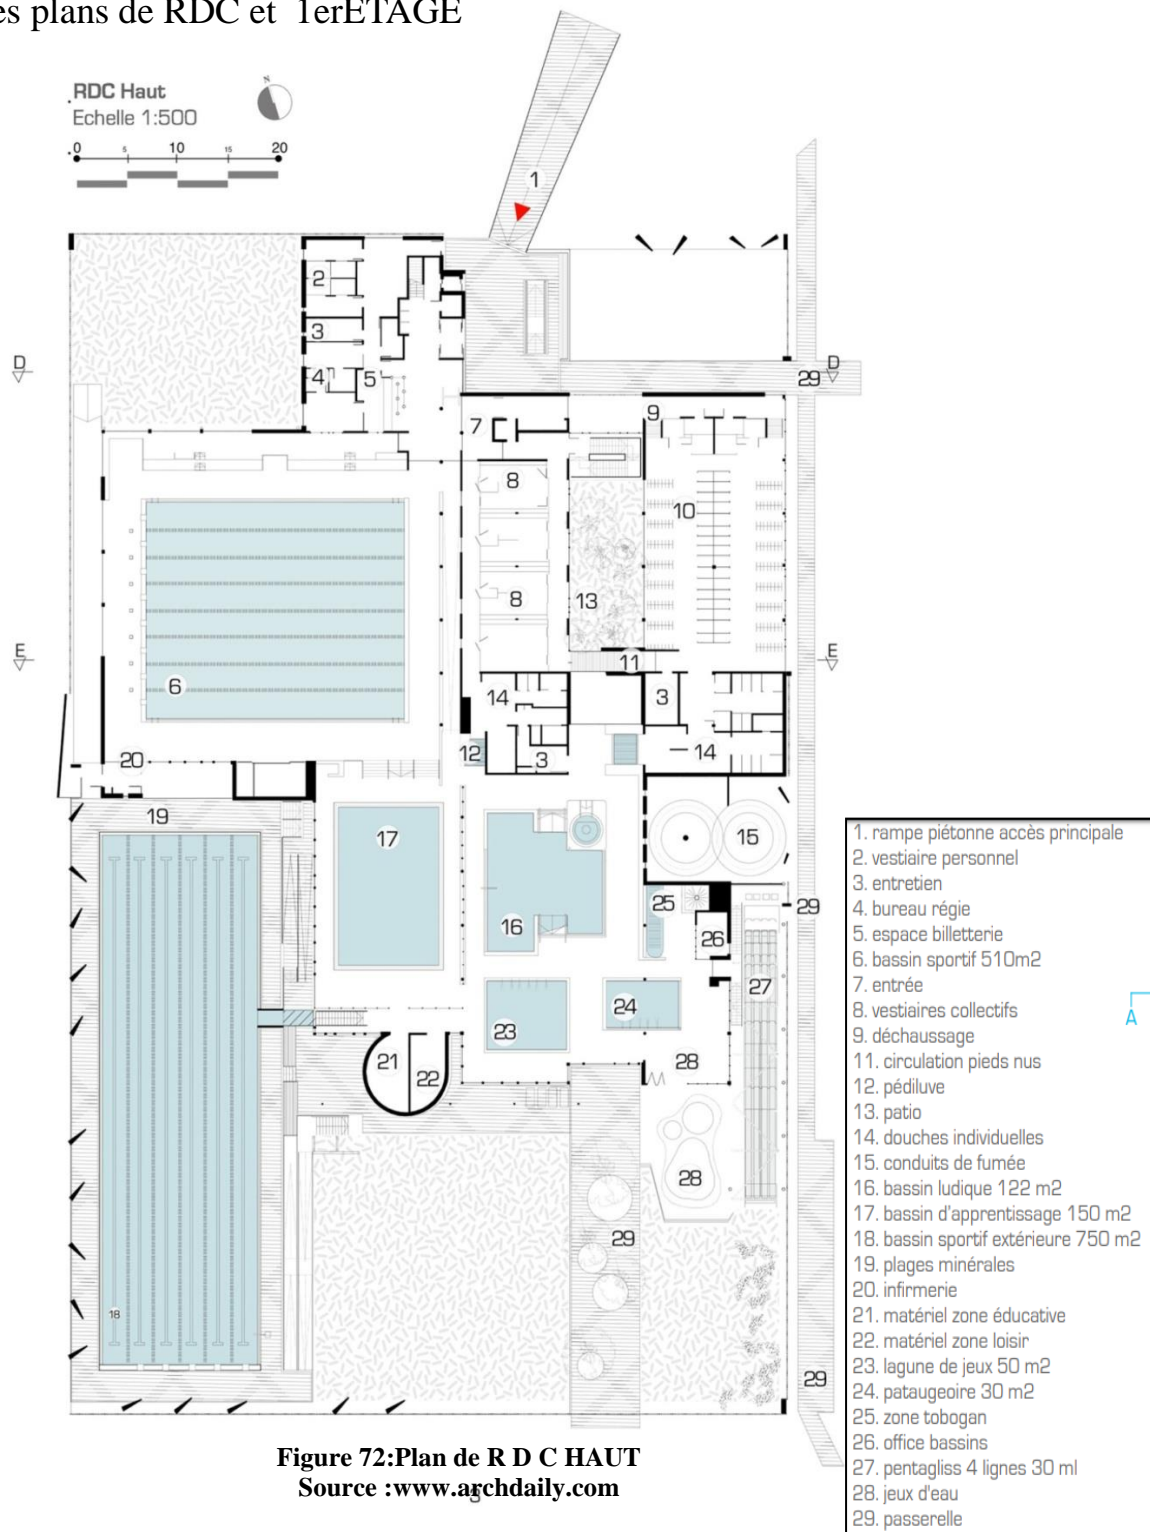 es plans de RDC et 1erETAGE
RDC Haut
Echelle 1:500
N
0 5 10 15 20
1
2
3
4
5
D
D
29
7
9
8
10
8
13
E
E
11
6
14
3
12
3
14
20
19
17
15
16
25
26
29
27
24
23
28
21
22
28
29
18
29
1. rampe piétonne accès principale
2. vestiaire personnel
3. entretien
4. bureau régie
5. espace billetterie
6. bassin sportif 510m2
7. entrée
8. vestiaires collectifs
9. déchaussage
11. circulation pieds nus
12. pédiluve
13. patio
14. douches individuelles
15. conduits de fumée
16. bassin ludique 122 m2
17. bassin d'apprentissage 150 m2
18. bassin sportif extérieure 750 m2
19. plages minérales
20. infirmerie
21. matériel zone éducative
22. matériel zone loisir
23. lagune de jeux 50 m2
24. pataugeoire 30 m2
25. zone tobogan
26. office bassins
27. pentagliss 4 lignes 30 ml
28. jeux d'eau
29. passerelle
A
Figure 72:Plan de R D C HAUT
Source :www.archdaily.com